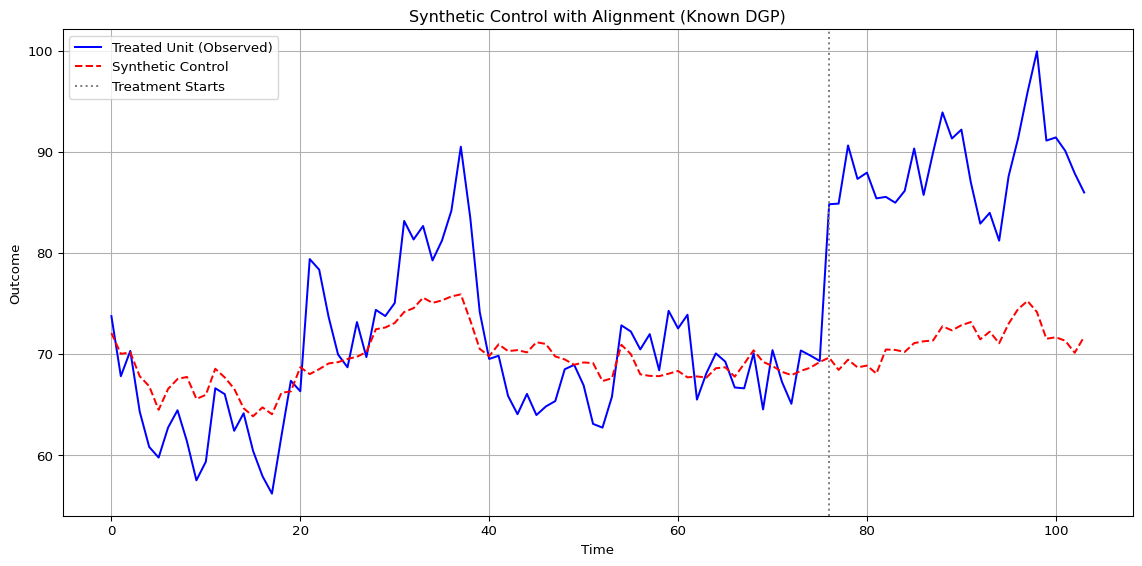 Synthetic Control with Alignment (Known DGP)
Treated Unit (Observed)
Synthetic Control
Treatment Starts
Outcome
100
90
80
70
60
0 20 40 60 80 100
Time